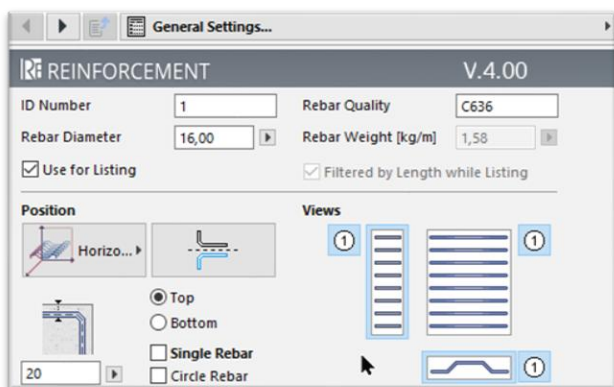 General Settings...
REINFORCEMENT V.4.00
ID Number 1 Rebar Quality C636
Rebar Diameter 16,00 Rebar Weight [kg/m] 1,58
Use for Listing Filtered by Length while Listing
Position Views
Horizo... 1 1
Top
Bottom
Single Rebar
20 Circle Rebar 1